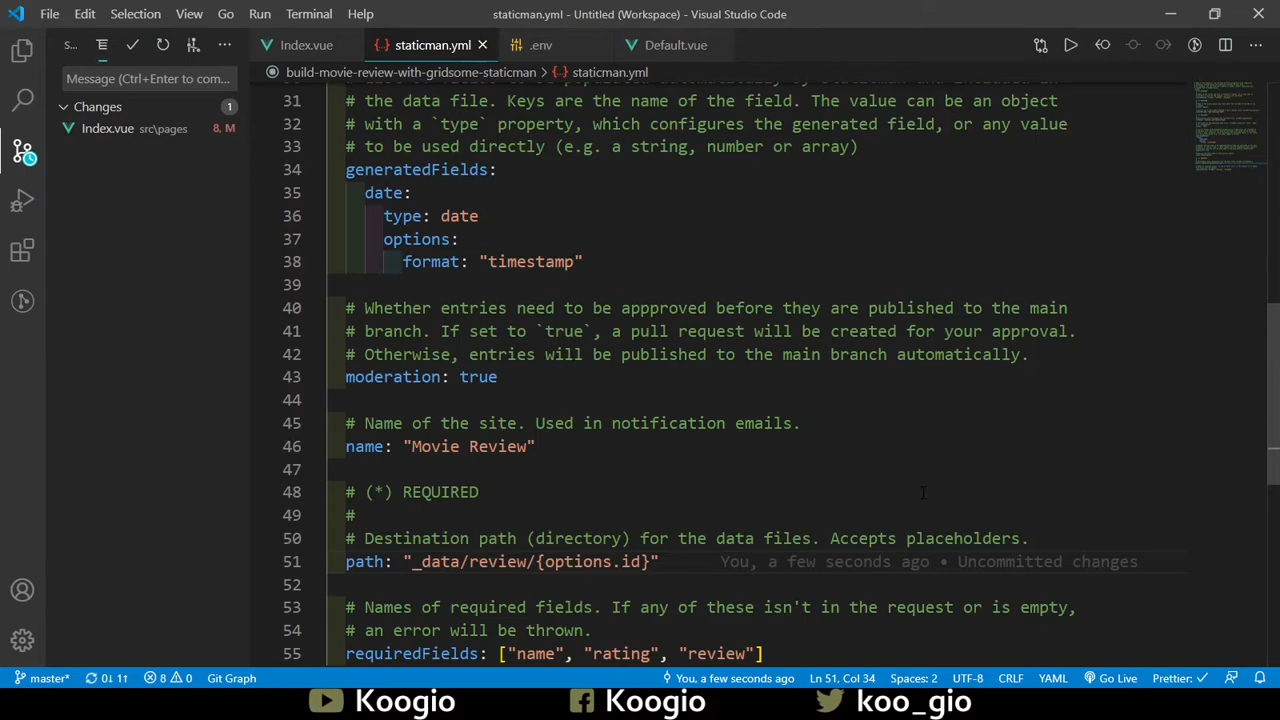 File Edit Selection View Go Run Terminal Help staticman.yml - Untitled (Workspace) - Visual Studio Code
S... Index.vue staticman.yml .env Default.vue
Message (Ctrl+Enter to com...
build-movie-review-with-gridsome-staticman > staticman.yml
Changes 1
Index.vue src\pages 8, M
31 # the data file. Keys are the name of the field. The value can be an object
32 # with a `type` property, which configures the generated field, or any value
33 # to be used directly (e.g. a string, number or array)
34 generatedFields:
35 date:
36 type: date
37 options:
38 format: "timestamp"
39
40 # Whether entries need to be appproved before they are published to the main
41 # branch. If set to `true`, a pull request will be created for your approval.
42 # Otherwise, entries will be published to the main branch automatically.
43 moderation: true
44
45 # Name of the site. Used in notification emails.
46 name: "Movie Review"
47
48 # (*) REQUIRED
49 #
50 # Destination path (directory) for the data files. Accepts placeholders.
51 path: "_data/review/{options.id}" You, a few seconds ago • Uncommitted changes
52
53 # Names of required fields. If any of these isn't in the request or is empty,
54 # an error will be thrown.
55 requiredFields: ["name", "rating", "review"]
master* 0↓ 1↑ 8 0 Git Graph You, a few seconds ago Ln 51, Col 34 Spaces: 2 UTF-8 CRLF YAML Go Live Prettier: ✓
Koogio Koogio koo_gio